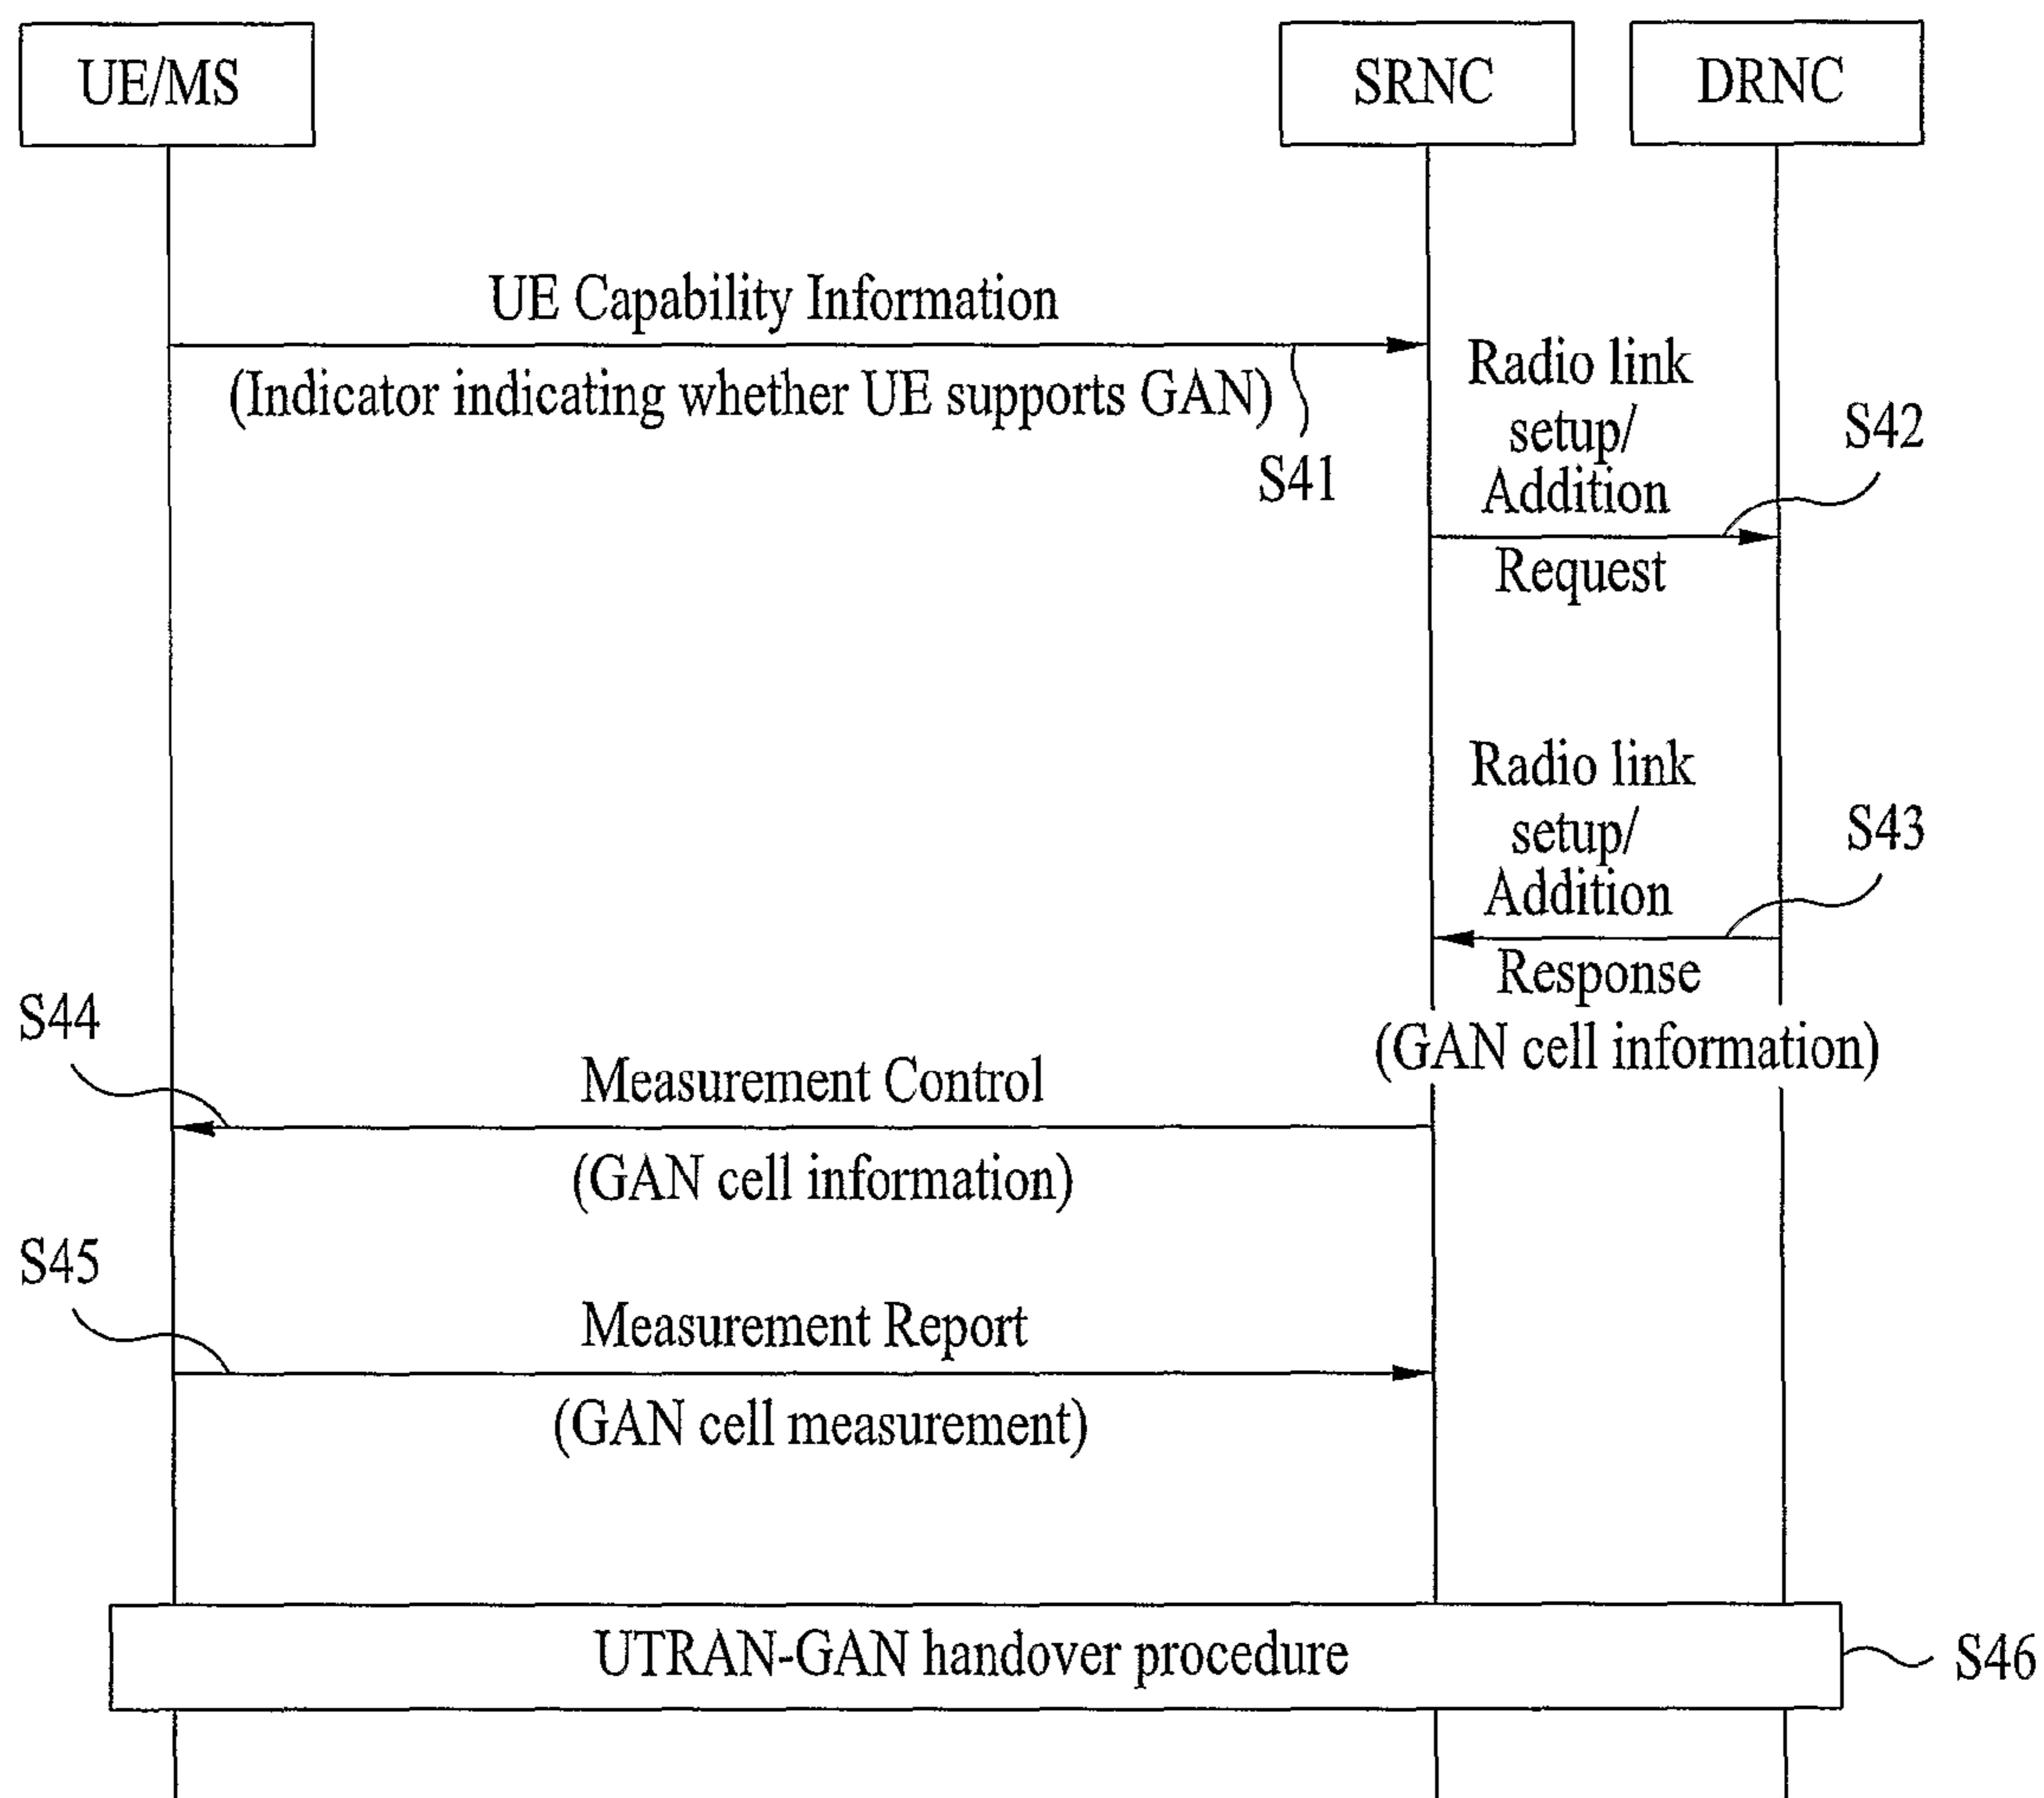 UE/MS
SRNC
DRNC
UE Capability Information
(Indicator indicating whether UE supports GAN)
S41
Radio link
setup/
Addition
Request
S42
Radio link
setup/
Addition
Response
(GAN cell information)
S43
S44
Measurement Control
(GAN cell information)
S45
Measurement Report
(GAN cell measurement)
UTRAN-GAN handover procedure
S46